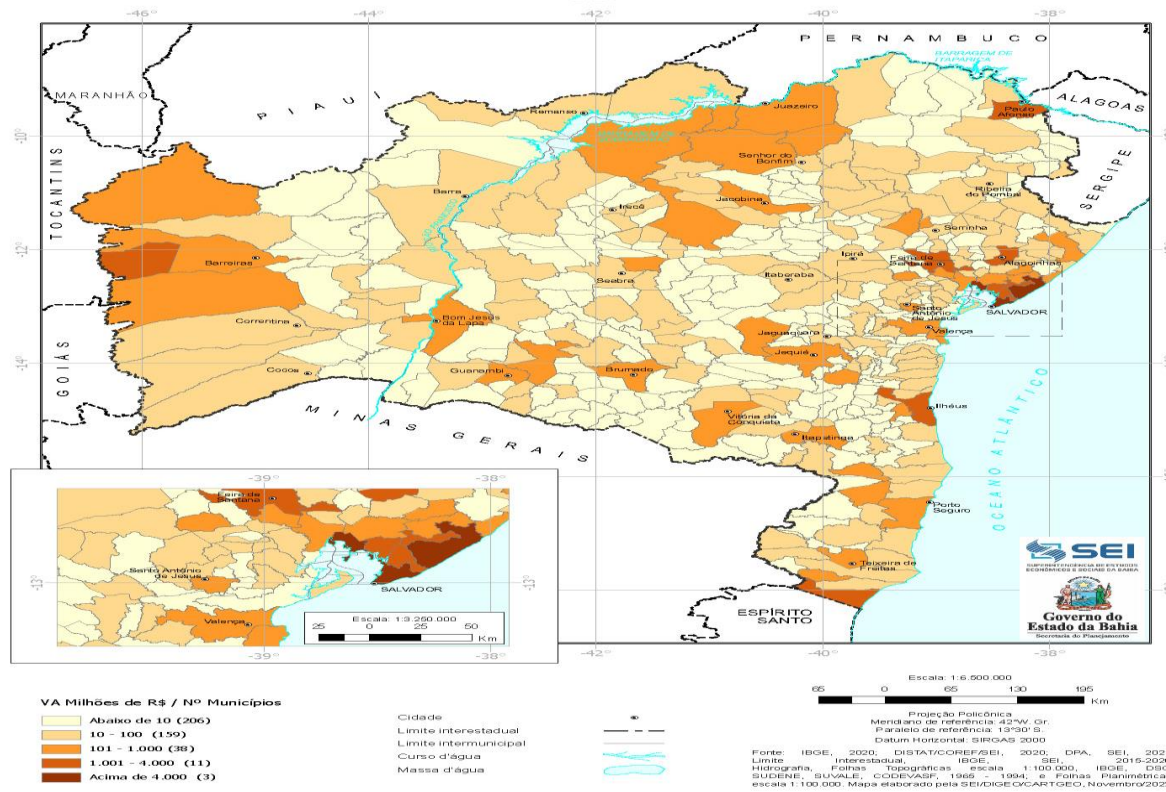 -46° -44° -42° -40° -38°
PERNAMBUCO
BARRAGEM DE
ITAPARICA
MARANHÃO
PIAUI
ALAGOAS
Juazeiro
Remanso
Paulo
Afonso
-10°
TOCANTINS
Senhor do
Bonfim
SERGIPE
Ribeira
do Pombal
Barra
Jacobina
Irecê
Serrinha
-12°
Barreiras
Ipirá
Feira de
Santana
Alagoinhas
Seabra
Itaberaba
Santo
Antônio
de Jesus
SALVADOR
Bom Jesus
da Lapa
Correntina
Valença
Jaguaquara
Jequié
-14°
GOIÁS
Cocos
Guanambi
Brumado
MINAS GERAIS
Ilhéus
Vitória da
Conquista
Itapetinga
OCEANO ATLÂNTICO
Porto
Seguro
Teixeira de
Freitas
ESPÍRITO
SANTO
-39° -38°
Feira de
Santana
Santo Antônio
de Jesus
-13° -13°
SALVADOR
Valença
Escala: 1:3.250.000
25 0 25 50
Km
-39° -38°
-42° -40° -38°
SEI
SUPERINTENDÊNCIA DE ESTUDOS
ECONÔMICOS E SOCIAIS DA BAHIA
Governo do
Estado da Bahia
Secretaria do Planejamento
VA Milhões de R$ / Nº Municípios
Abaixo de 10 (206)
10 - 100 (159)
101 - 1.000 (38)
1.001 - 4.000 (11)
Acima de 4.000 (3)
Cidade
Limite interestadual
Limite intermunicipal
Curso d'água
Massa d'água
Escala: 1:6.500.000
65 0 65 130 195
Km
Projeção Policônica
Meridiano de referência: 42°W. Gr.
Paralelo de referência: 13°30' S.
Datum Horizontal: SIRGAS 2000
Fonte: IBGE, 2020; DISTAT/COREF/SEI, 2020; DPA, SEI,
Limite Interestadual, IBGE, SEI,
Hidrografia, Folhas Topográficas escala 1:100.000, IBGE,
SUDENE, SUVALE, CODEVASF, 1965 - 1994; e Folhas
escala 1:100.000. Mapa elaborado pela SEI/DIGEO/CARTGEO,